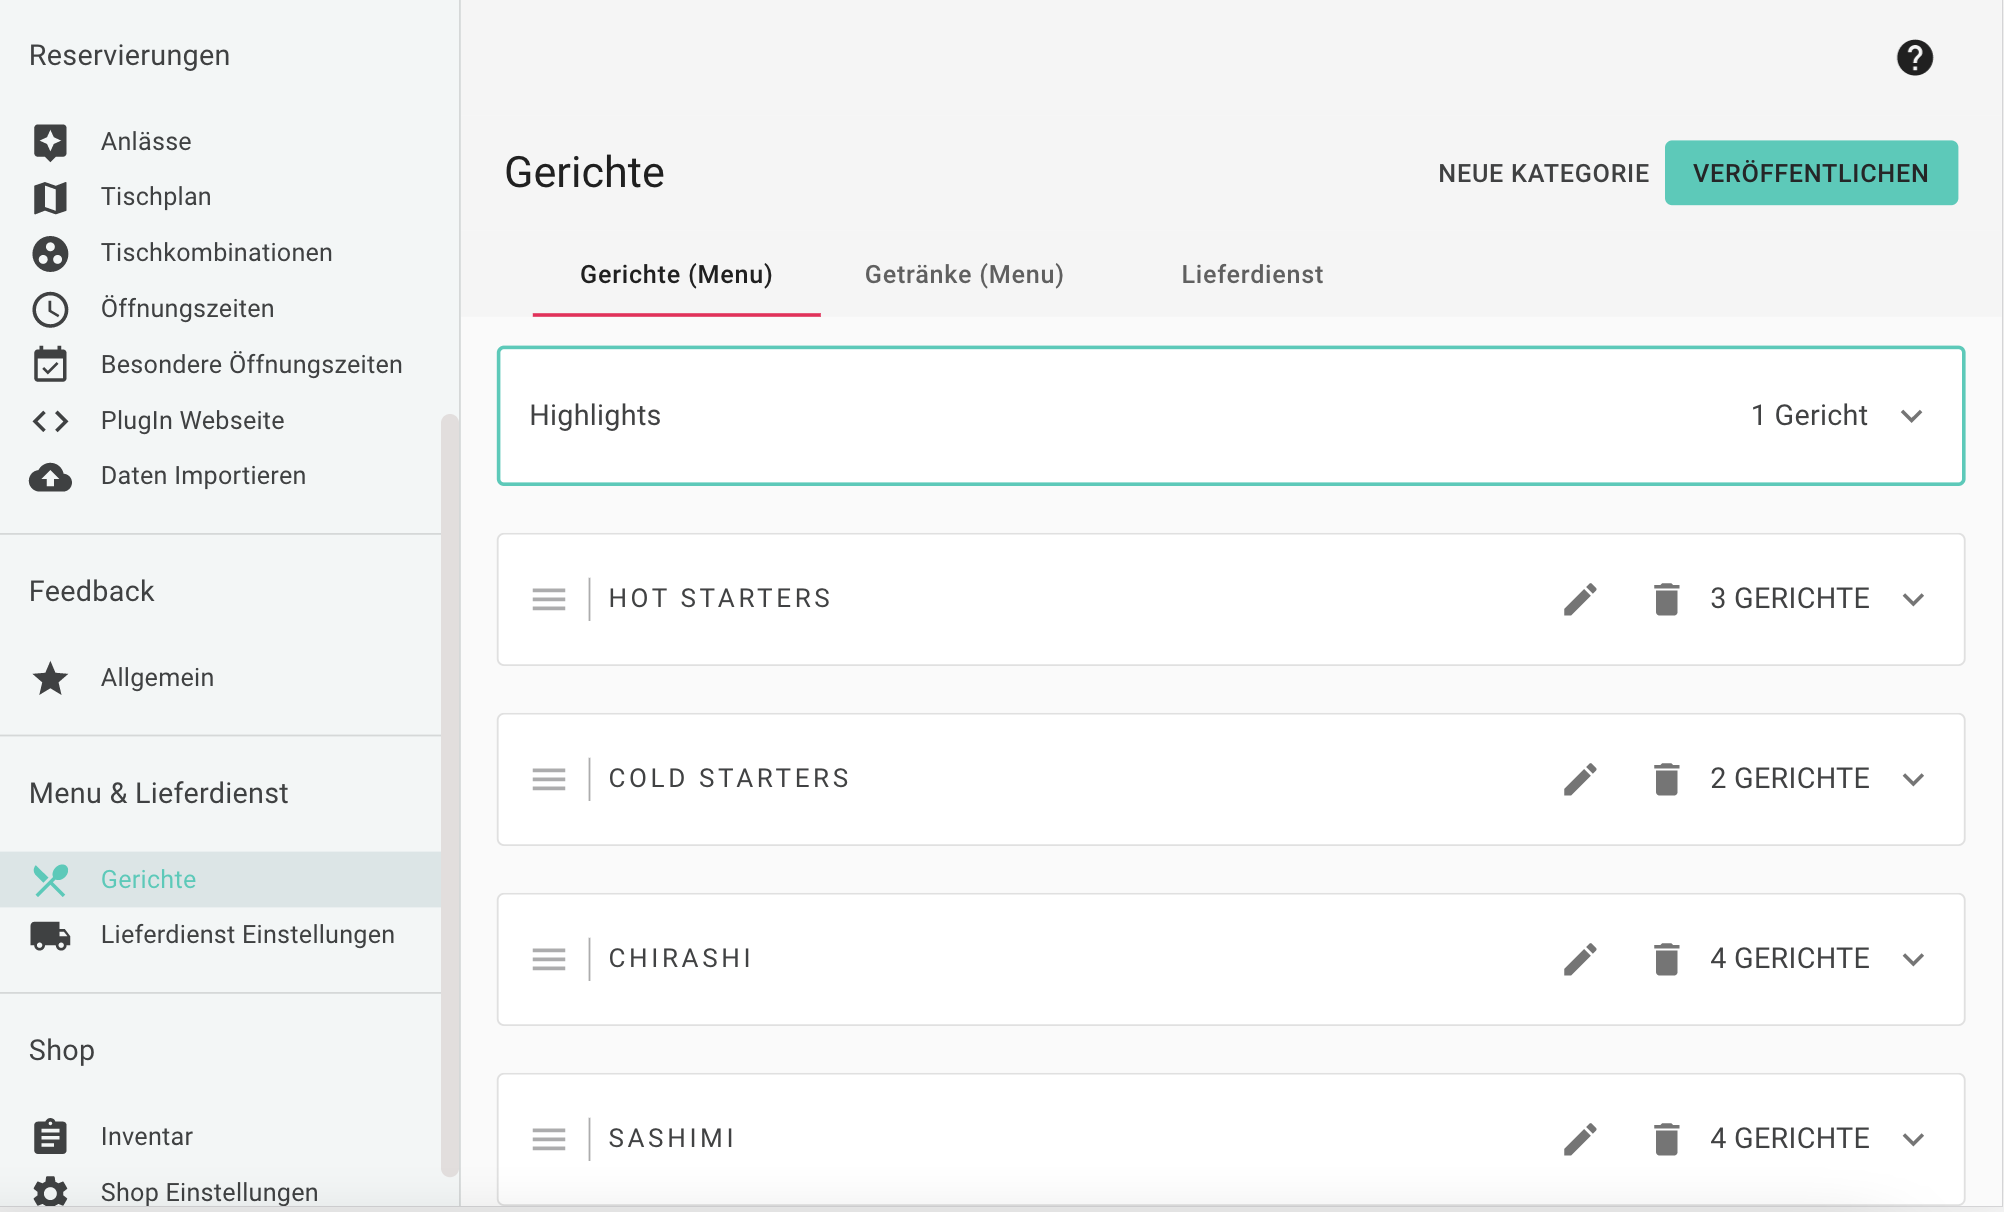 Reservierungen
Anlässe
Tischplan
Tischkombinationen
Öffnungszeiten
Besondere Öffnungszeiten
PlugIn Webseite
Daten Importieren
Feedback
Allgemein
Menu & Lieferdienst
Gerichte
Lieferdienst Einstellungen
Shop
Inventar
Shop Einstellungen
?
Gerichte
NEUE KATEGORIE VERÖFFENTLICHEN
Gerichte (Menu) Getränke (Menu) Lieferdienst
Highlights 1 Gericht
HOT STARTERS 3 GERICHTE
COLD STARTERS 2 GERICHTE
CHIRASHI 4 GERICHTE
SASHIMI 4 GERICHTE